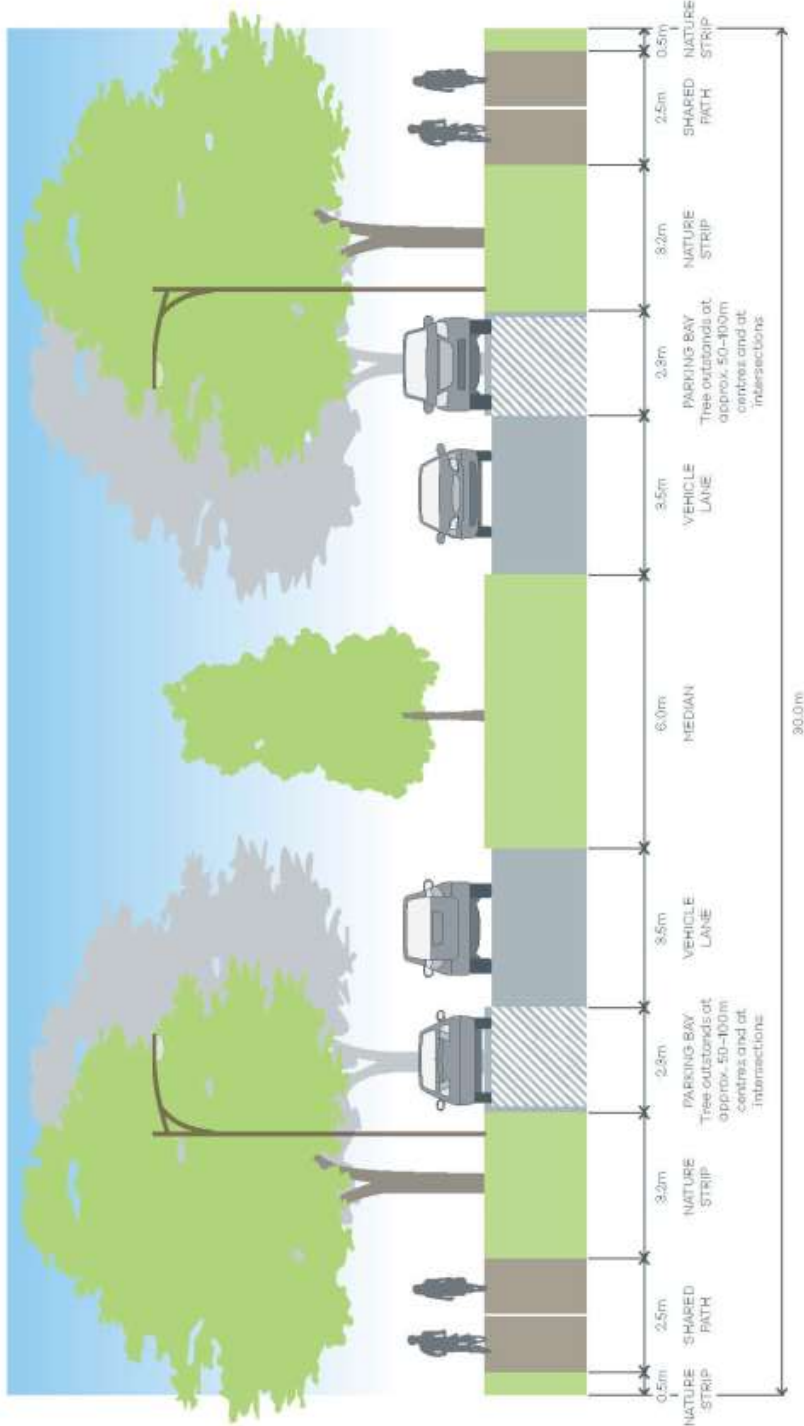 0.5m
NATURE
STRIP
2.5m
SHARED
PATH
3.2m
NATURE
STRIP
2.3m
PARKING BAY
Tree outstands at
approx. 50–100m
centres and at
intersections
3.5m
VEHICLE
LANE
6.0m
MEDIAN
3.5m
VEHICLE
LANE
2.3m
PARKING BAY
Tree outstands at
approx. 50–100m
centres and at
intersections
3.2m
NATURE
STRIP
2.5m
SHARED
PATH
0.5m
NATURE
STRIP
30.0m